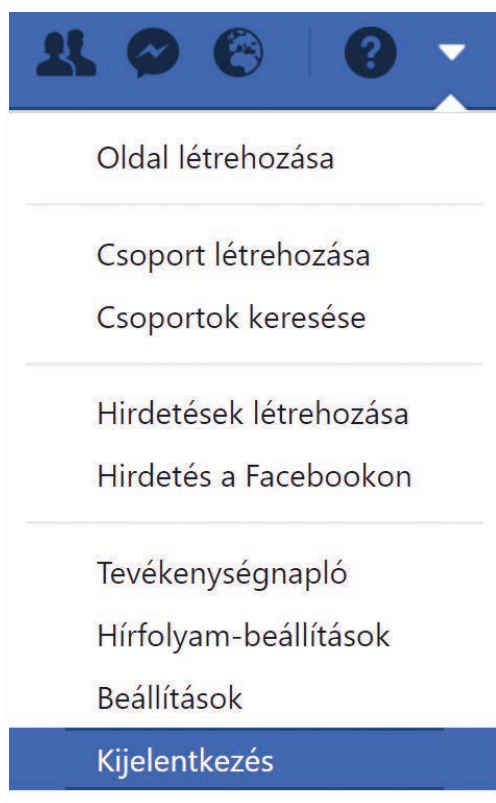 Oldal létrehozása
Csoport létrehozása
Csoportok keresése
Hirdetések létrehozása
Hirdetés a Facebookon
Tevékenységnapló
Hírfolyam-beállítások
Beállítások
Kijelentkezés